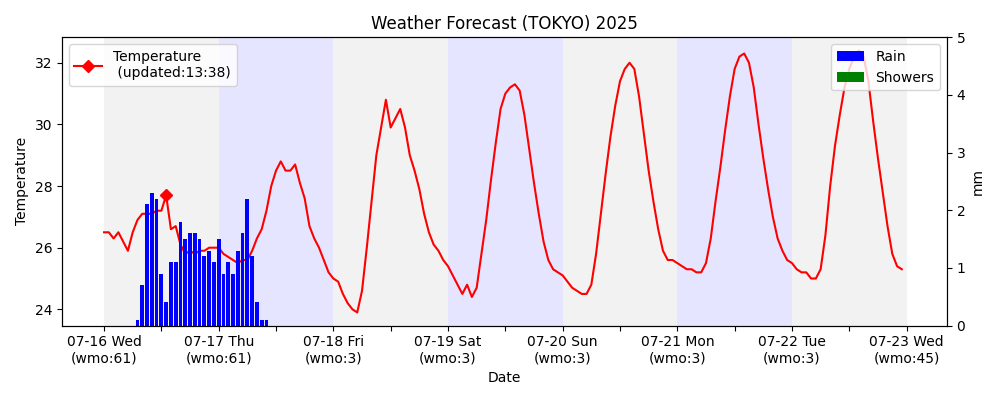 Weather Forecast (TOKYO) 2025
Temperature
(updated:13:38)
Rain
Showers
Temperature
32
30
28
26
24
5
4
3
2
1
0
mm
07-16 Wed
(wmo:61)
07-17 Thu
(wmo:61)
07-18 Fri
(wmo:3)
07-19 Sat
(wmo:3)
07-20 Sun
(wmo:3)
07-21 Mon
(wmo:3)
07-22 Tue
(wmo:3)
07-23 Wed
(wmo:45)
Date